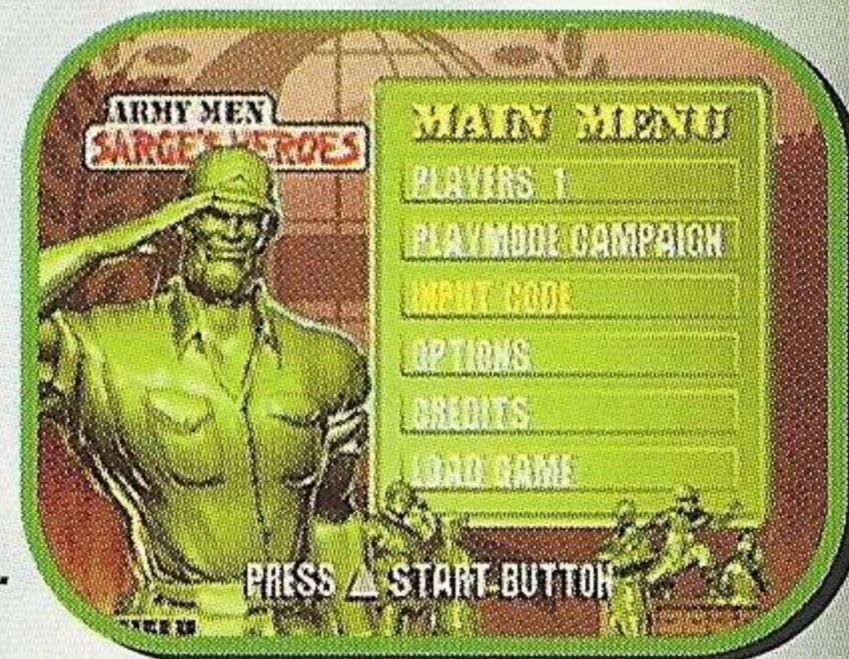 ARMY MEN
SARGE'S HEROES
MAIN MENU
PLAYERS 1
PLAYMODE CAMPAIGN
INPUT CODE
OPTIONS
CREDITS
LOAD GAME
PRESS START BUTTON